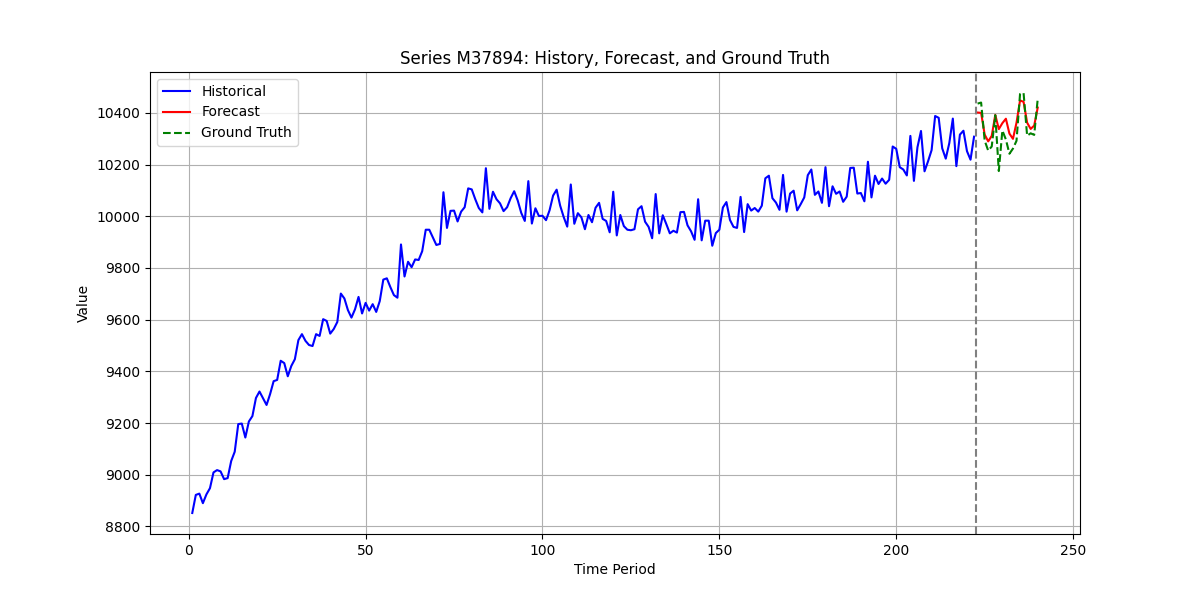 Series M37894: History, Forecast, and Ground Truth
Historical
Forecast
Ground Truth
Value
10400
10200
10000
9800
9600
9400
9200
9000
8800
0 50 100 150 200 250
Time Period